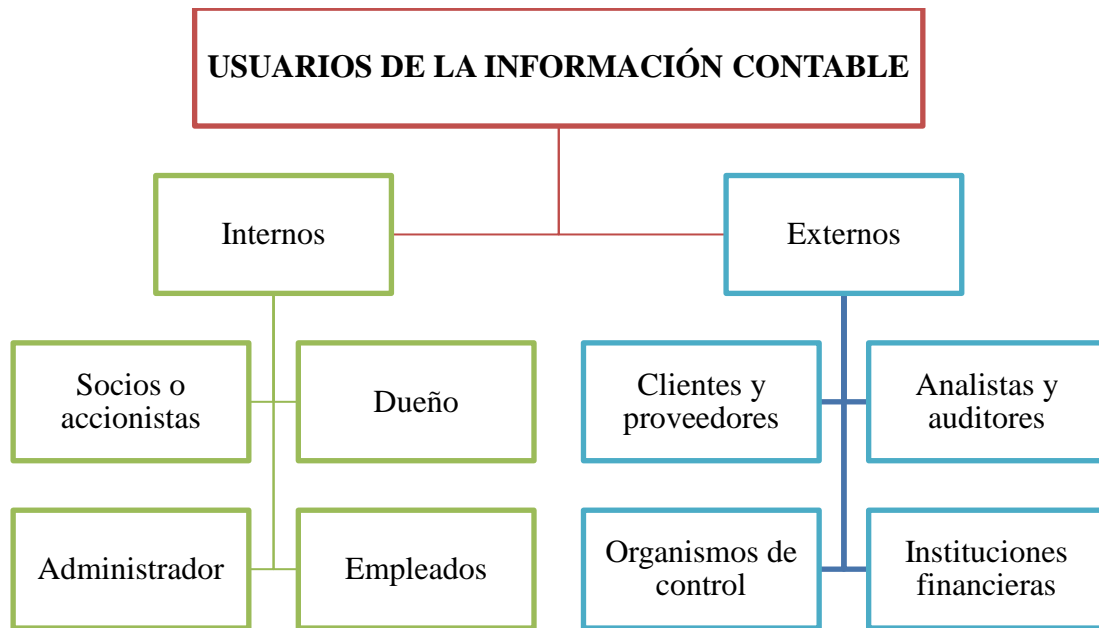 USUARIOS DE LA INFORMACIÓN CONTABLE
Internos
Externos
Socios o
accionistas
Dueño
Clientes y
proveedores
Analistas y
auditores
Administrador
Empleados
Organismos de
control
Instituciones
financieras